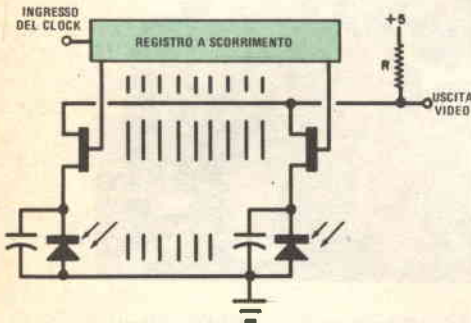 INGRESSO
DEL CLOCK
REGISTRO A SCORRIMENTO
+5
R
USCITA
VIDEO